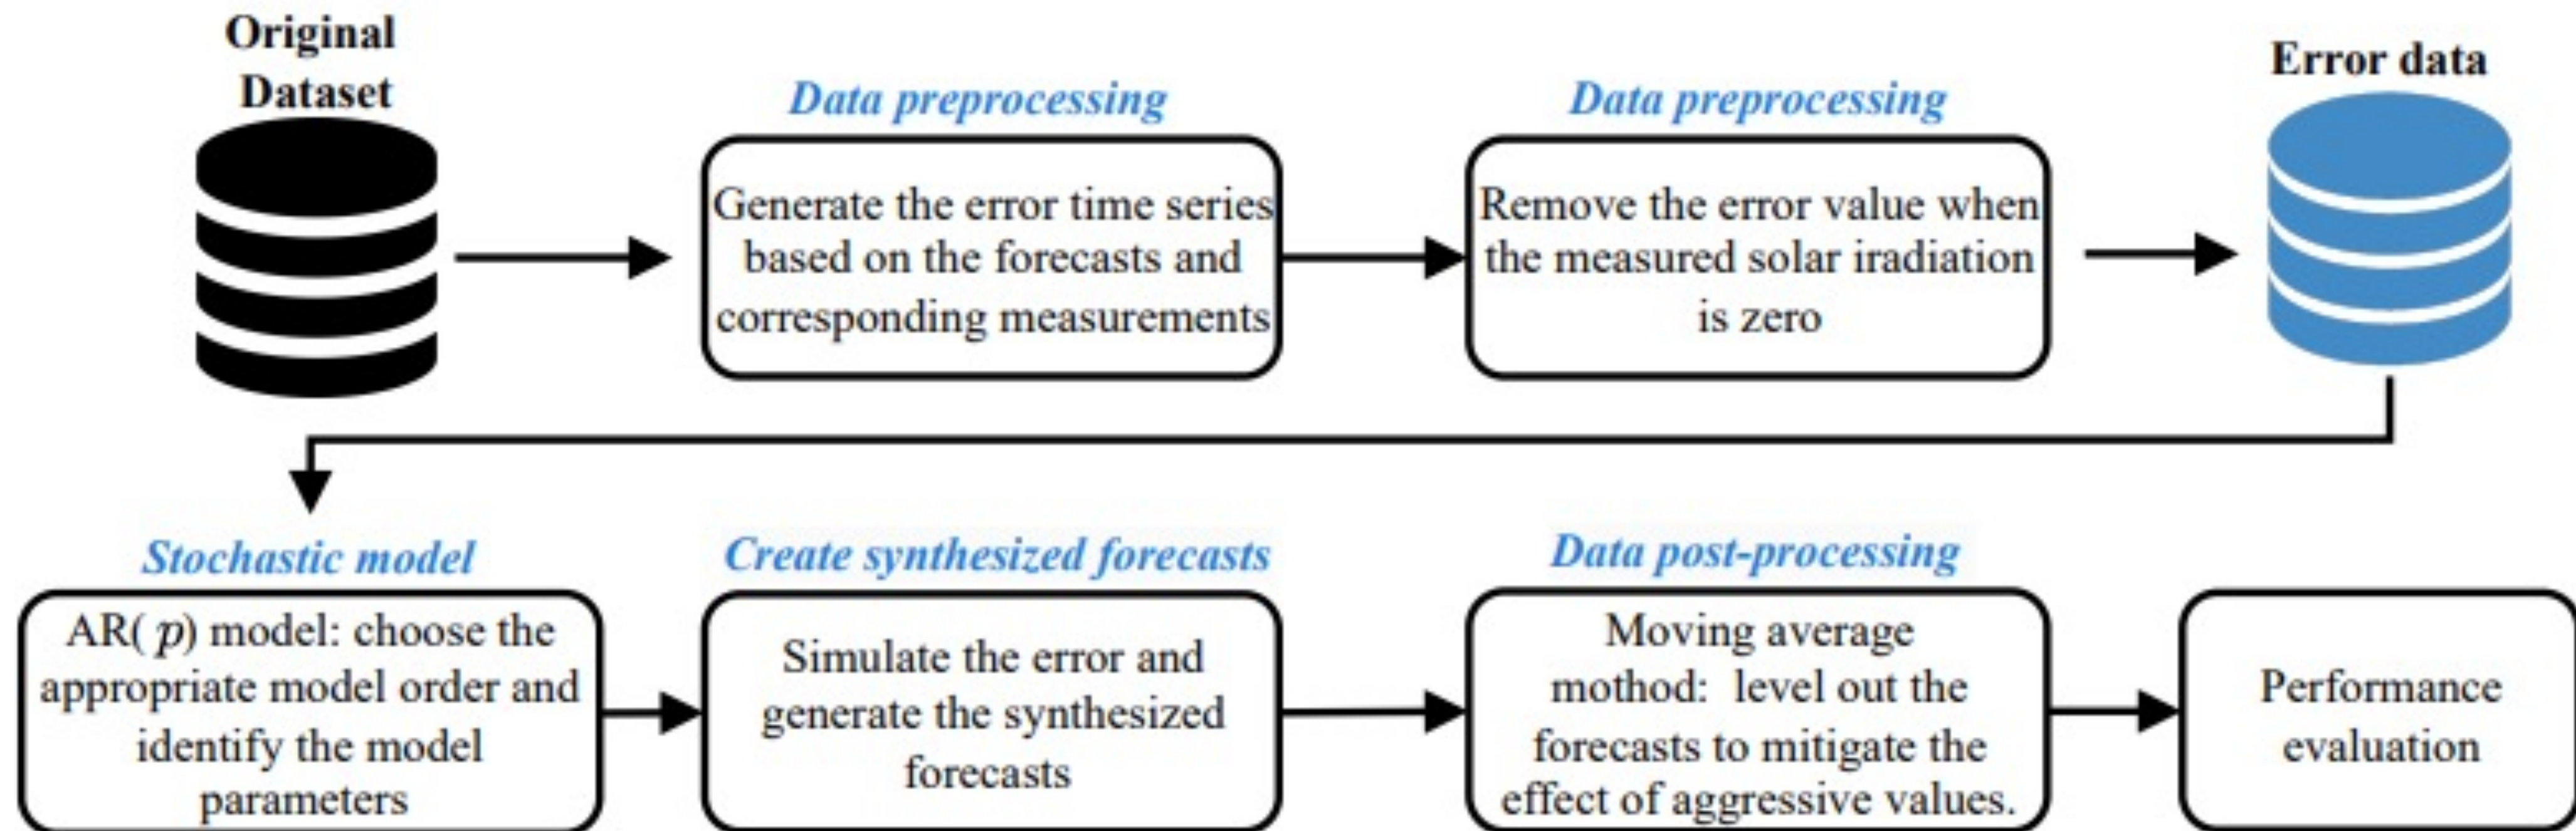 Original
Dataset
Data preprocessing
Generate the error time series
based on the forecasts and
corresponding measurements
Data preprocessing
Remove the error value when
the measured solar iradiation
is zero
Error data
Stochastic model
AR( p) model: choose the
appropriate model order and
identify the model
parameters
Create synthesized forecasts
Simulate the error and
generate the synthesized
forecasts
Data post-processing
Moving average
mothod:  level out the
forecasts to mitigate the
effect of aggressive values.
Performance
evaluation